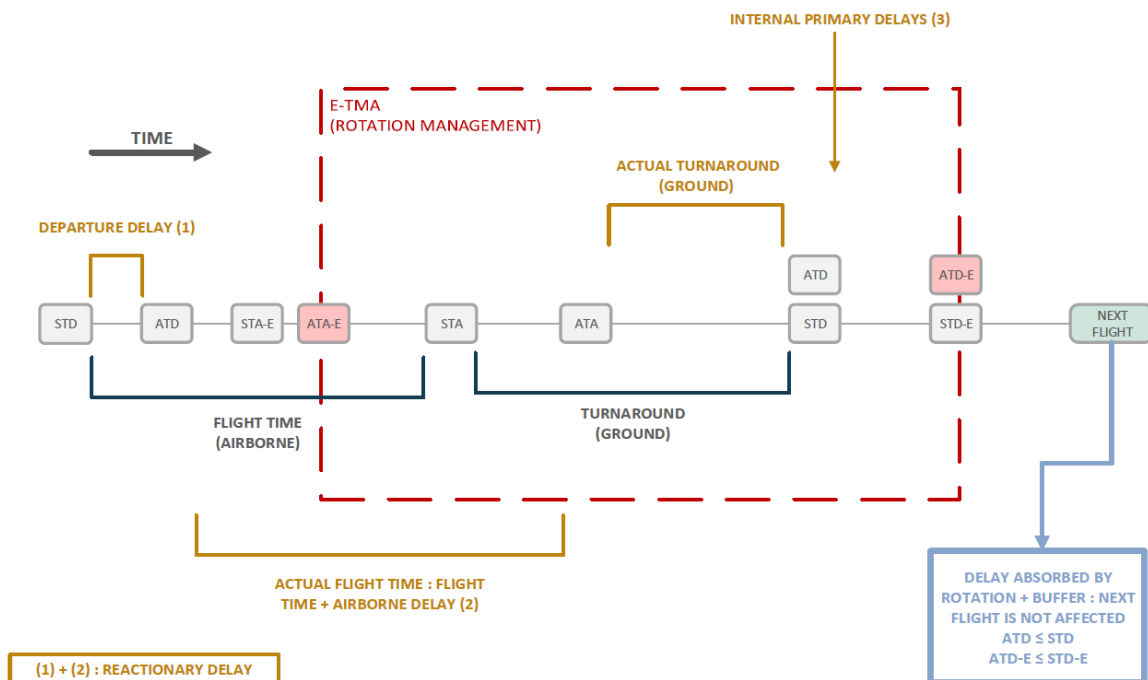 INTERNAL PRIMARY DELAYS (3)
E-TMA
(ROTATION MANAGEMENT)
TIME
ACTUAL TURNAROUND
(GROUND)
DEPARTURE DELAY (1)
ATD
ATD-E
STD
ATD
STA-E
ATA-E
STA
ATA
STD
STD-E
NEXT
FLIGHT
FLIGHT TIME
(AIRBORNE)
TURNAROUND
(GROUND)
ACTUAL FLIGHT TIME : FLIGHT
TIME + AIRBORNE DELAY (2)
DELAY ABSORBED BY
ROTATION + BUFFER : NEXT
FLIGHT IS NOT AFFECTED
ATD ≤ STD
ATD-E ≤ STD-E
(1) + (2) : REACTIONARY DELAY